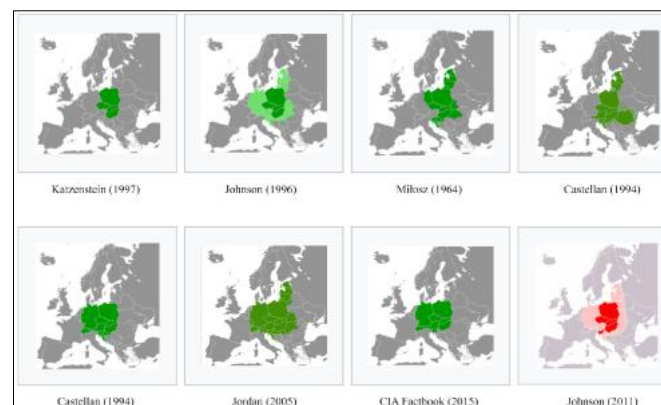 Katzenstein (1997)
Johnson (1996)
Miłosz (1964)
Castellan (1994)
Castellan (1994)
Jordan (2005)
CIA Factbook (2015)
Johnson (2011)